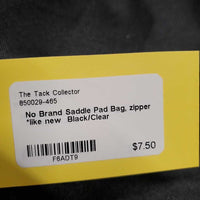 The Tack Collector
850029-465
No Brand Saddle Pad Bag, zipper
*like new Black/Clear
F6ADT9
$7.50